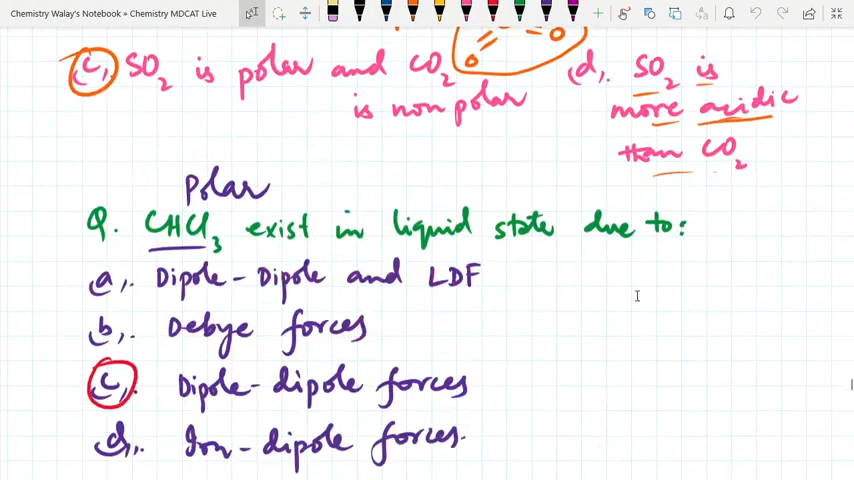 Chemistry Walay's Notebook » Chemistry MDCAT Live
(c), SO2 is polar and CO2
is nonpolar
(d), SO2 is
more acidic
than CO2
Polar
Q. CHCl3 exist in liquid state due to:
(a), Dipole-Dipole and LDF
(b), Debye forces
(c), Dipole-dipole forces
(d), Ion-dipole forces.